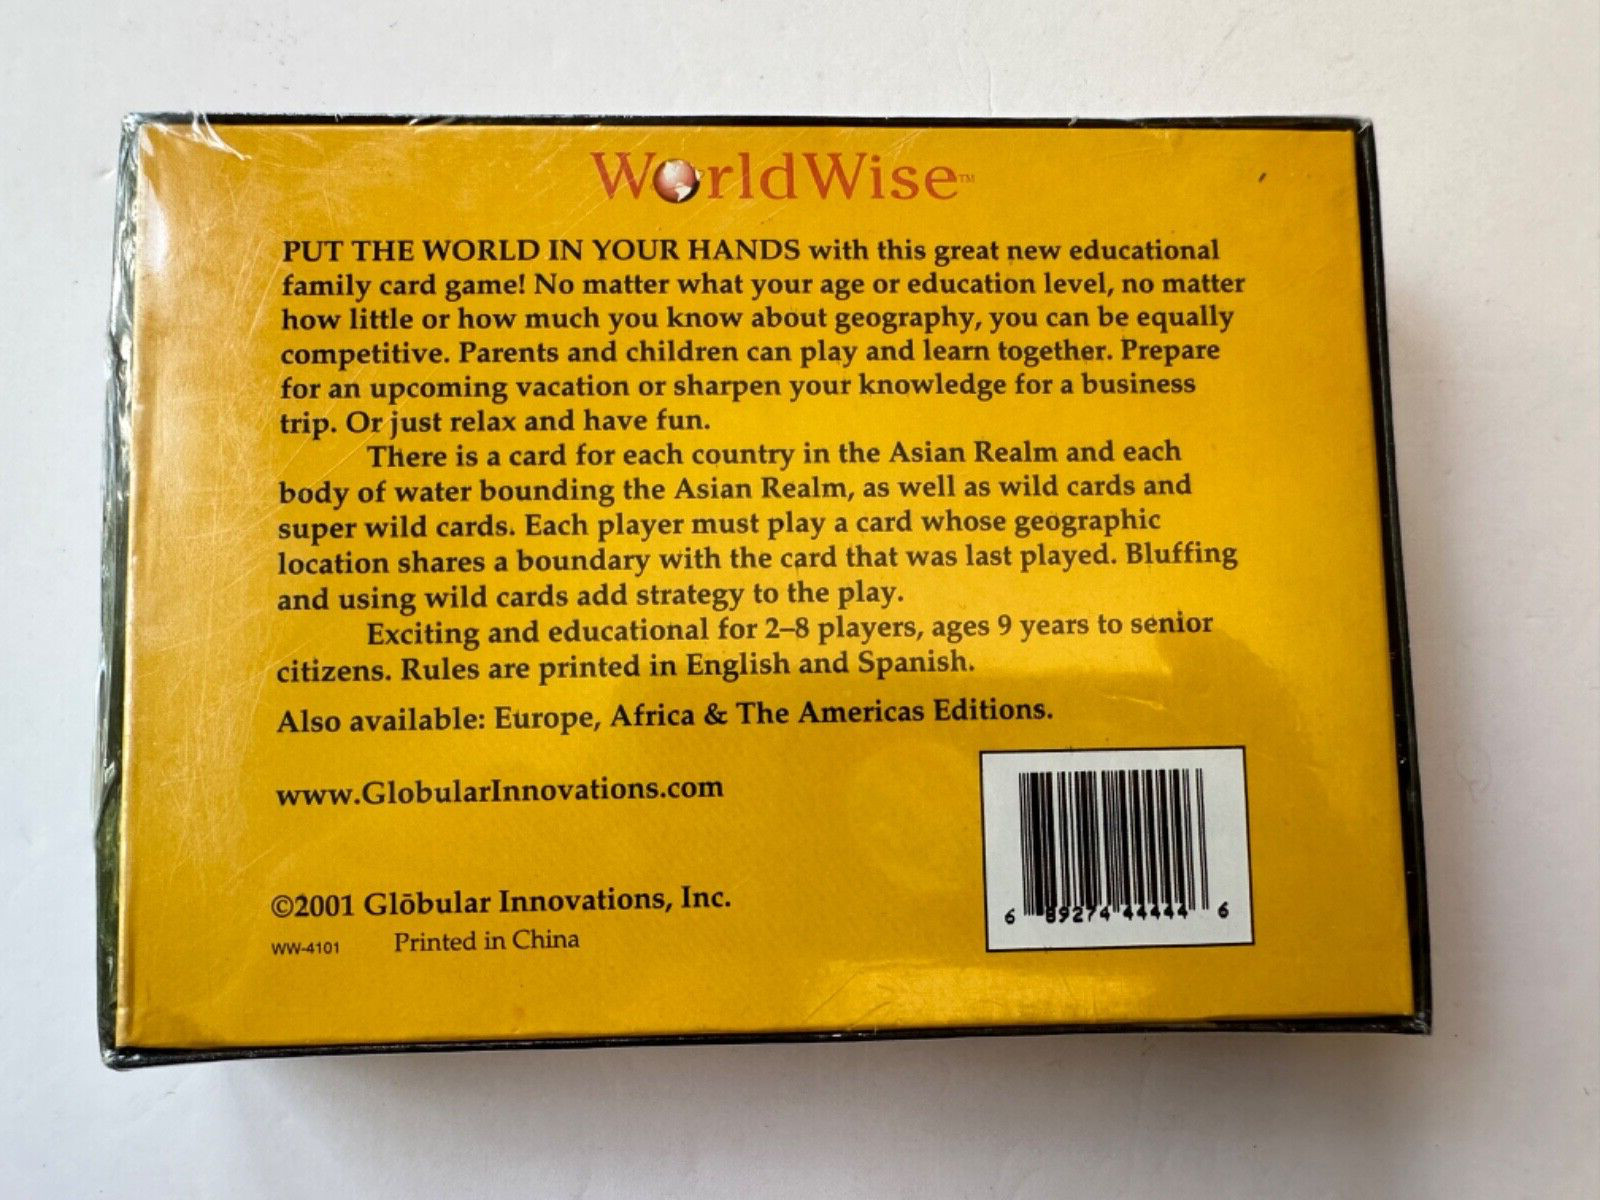 WorldWise™
PUT THE WORLD IN YOUR HANDS with this great new educational
family card game! No matter what your age or education level, no matter
how little or how much you know about geography, you can be equally
competitive. Parents and children can play and learn together. Prepare
for an upcoming vacation or sharpen your knowledge for a business
trip. Or just relax and have fun.
There is a card for each country in the Asian Realm and each
body of water bounding the Asian Realm, as well as wild cards and
super wild cards. Each player must play a card whose geographic
location shares a boundary with the card that was last played. Bluffing
and using wild cards add strategy to the play.
Exciting and educational for 2–8 players, ages 9 years to senior
citizens. Rules are printed in English and Spanish.
Also available: Europe, Africa & The Americas Editions.
www.GlobularInnovations.com
©2001 Glōbular Innovations, Inc.
WW-4101 Printed in China
6 89274 44444 6